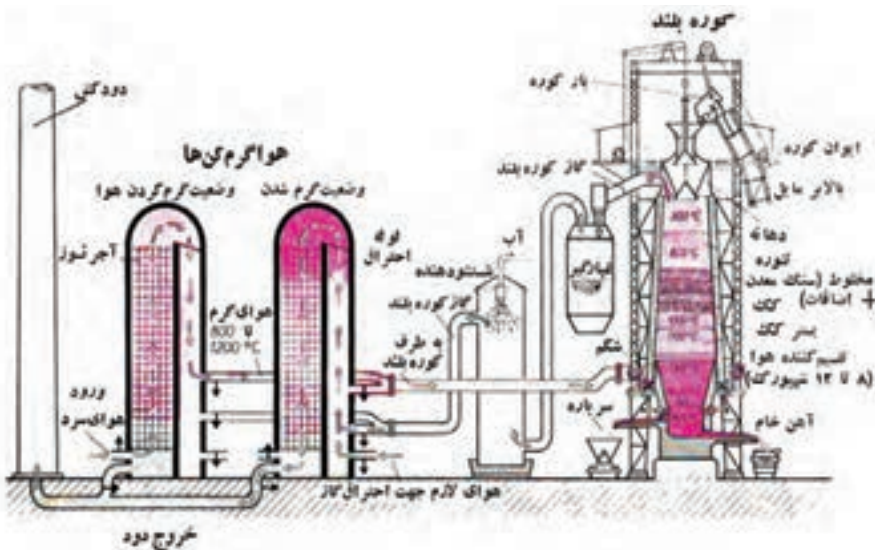 کوره بلند
دودکش
باز کوره
هواگرم‌کن‌ها
ایوان کوره
گاز کوره بلند
وضعیت گرم کردن هوا
وضعیت گرم شدن
بالابر مایل
دهانه
آب
لوله
احتراق
آجر نسوز
غبارگیر
تنوره
شستشودهنده
مخلوط (سنگ معدن
+ اضافات)
کک
گاز کوره بلند
هوای گرم
800 تا
1200 °C
بستر کک
به طرف
کوره بلند
شکم
تقسیم کننده هوا
(۸ تا ۱۲ شیپورک)
ورود
هوای سرد
سرباره
آهن خام
هوای لازم جهت احتراق گاز
خروج دود